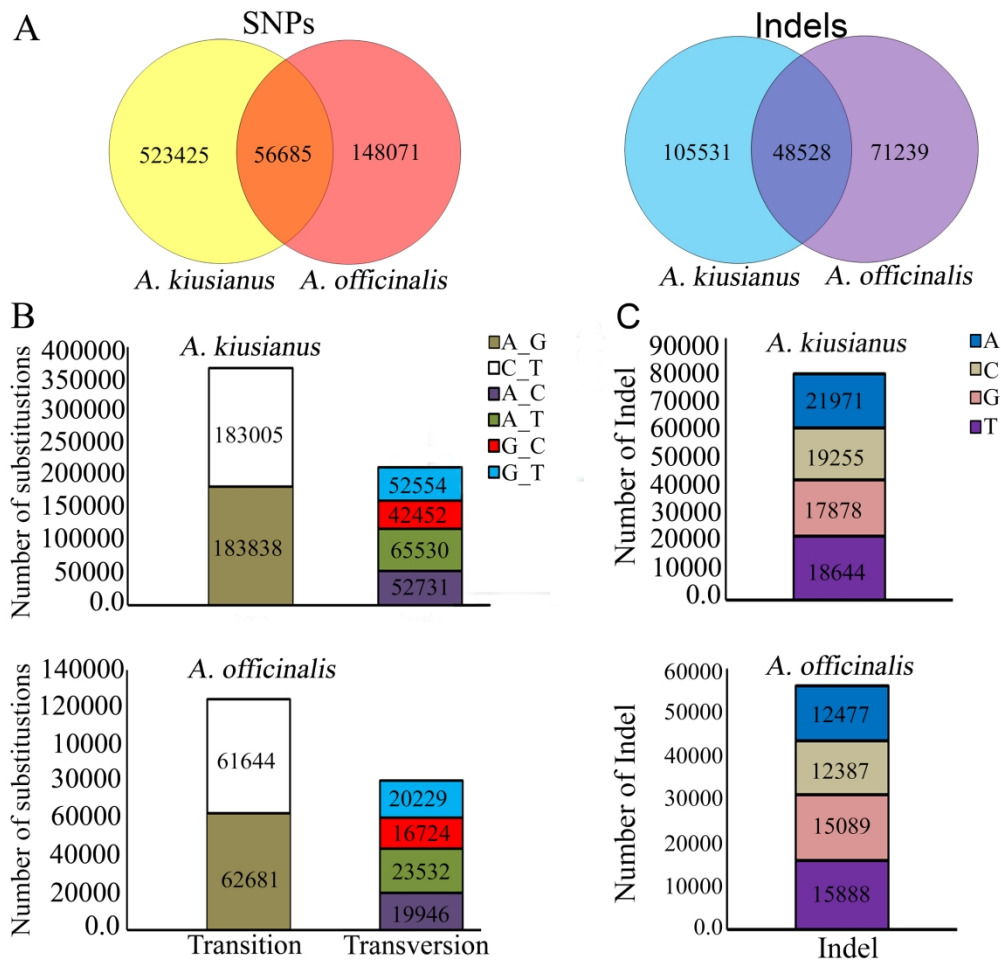 A
SNPs
Indels
523425
56685
148071
105531
48528
71239
A. kiusianus
A. officinalis
A. kiusianus
A. officinalis
B
Number of substitustions
400000
350000
300000
250000
200000
150000
100000
50000
0.0
A. kiusianus
183005
183838
52554
42452
65530
52731
A_G
C_T
A_C
A_T
G_C
G_T
C
Number of Indel
90000
80000
70000
60000
50000
40000
30000
20000
10000
0.0
A. kiusianus
21971
19255
17878
18644
A
C
G
T
Number of substitustions
140000
120000
10000
30000
60000
40000
20000
0.0
A. officinalis
61644
62681
20229
16724
23532
19946
Transition
Transversion
Number of Indel
60000
50000
40000
30000
20000
10000
0.0
A. officinalis
12477
12387
15089
15888
Indel